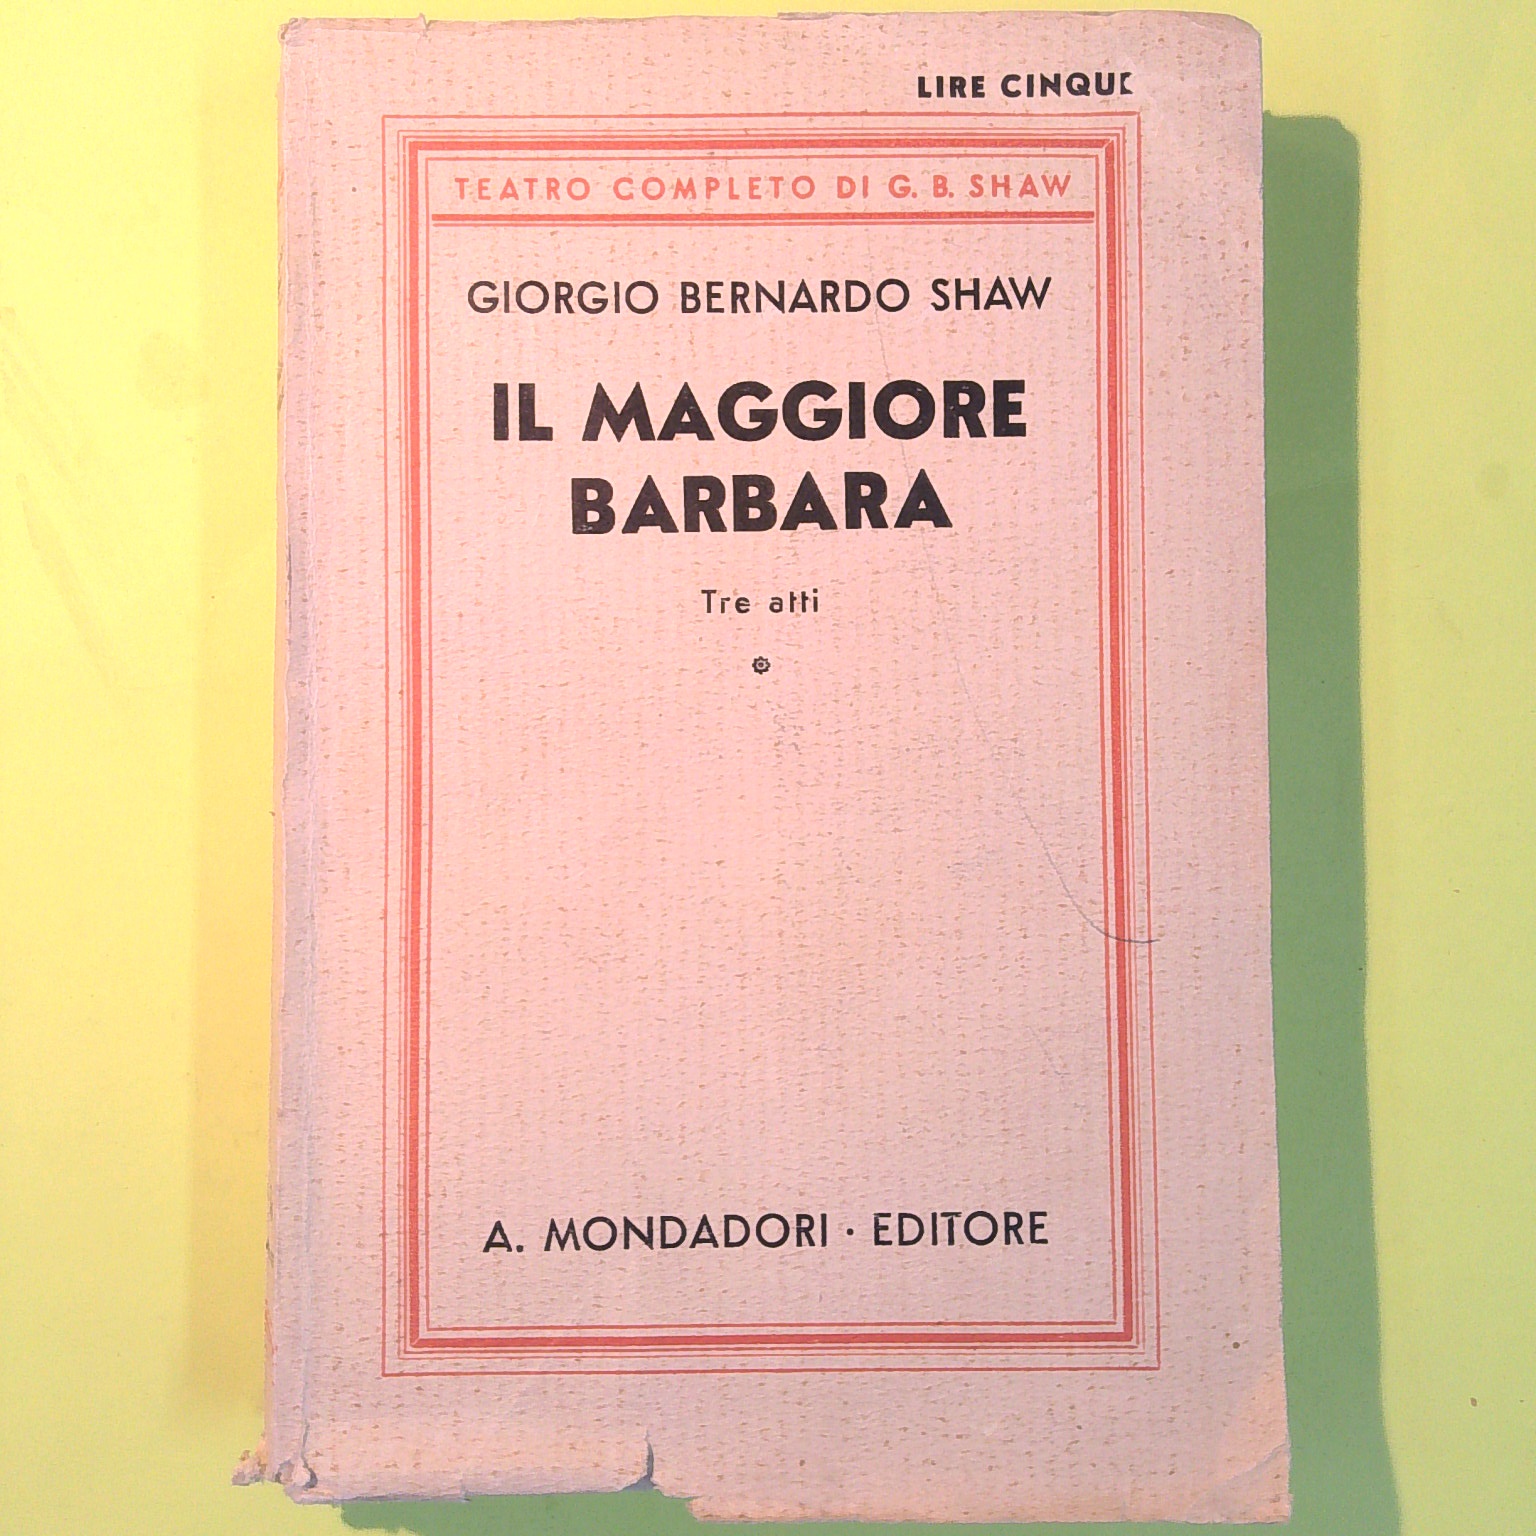 LIRE CINQUE
TEATRO COMPLETO DI G. B. SHAW
GIORGIO BERNARDO SHAW
IL MAGGIORE
BARBARA
Tre atti
A. MONDADORI · EDITORE